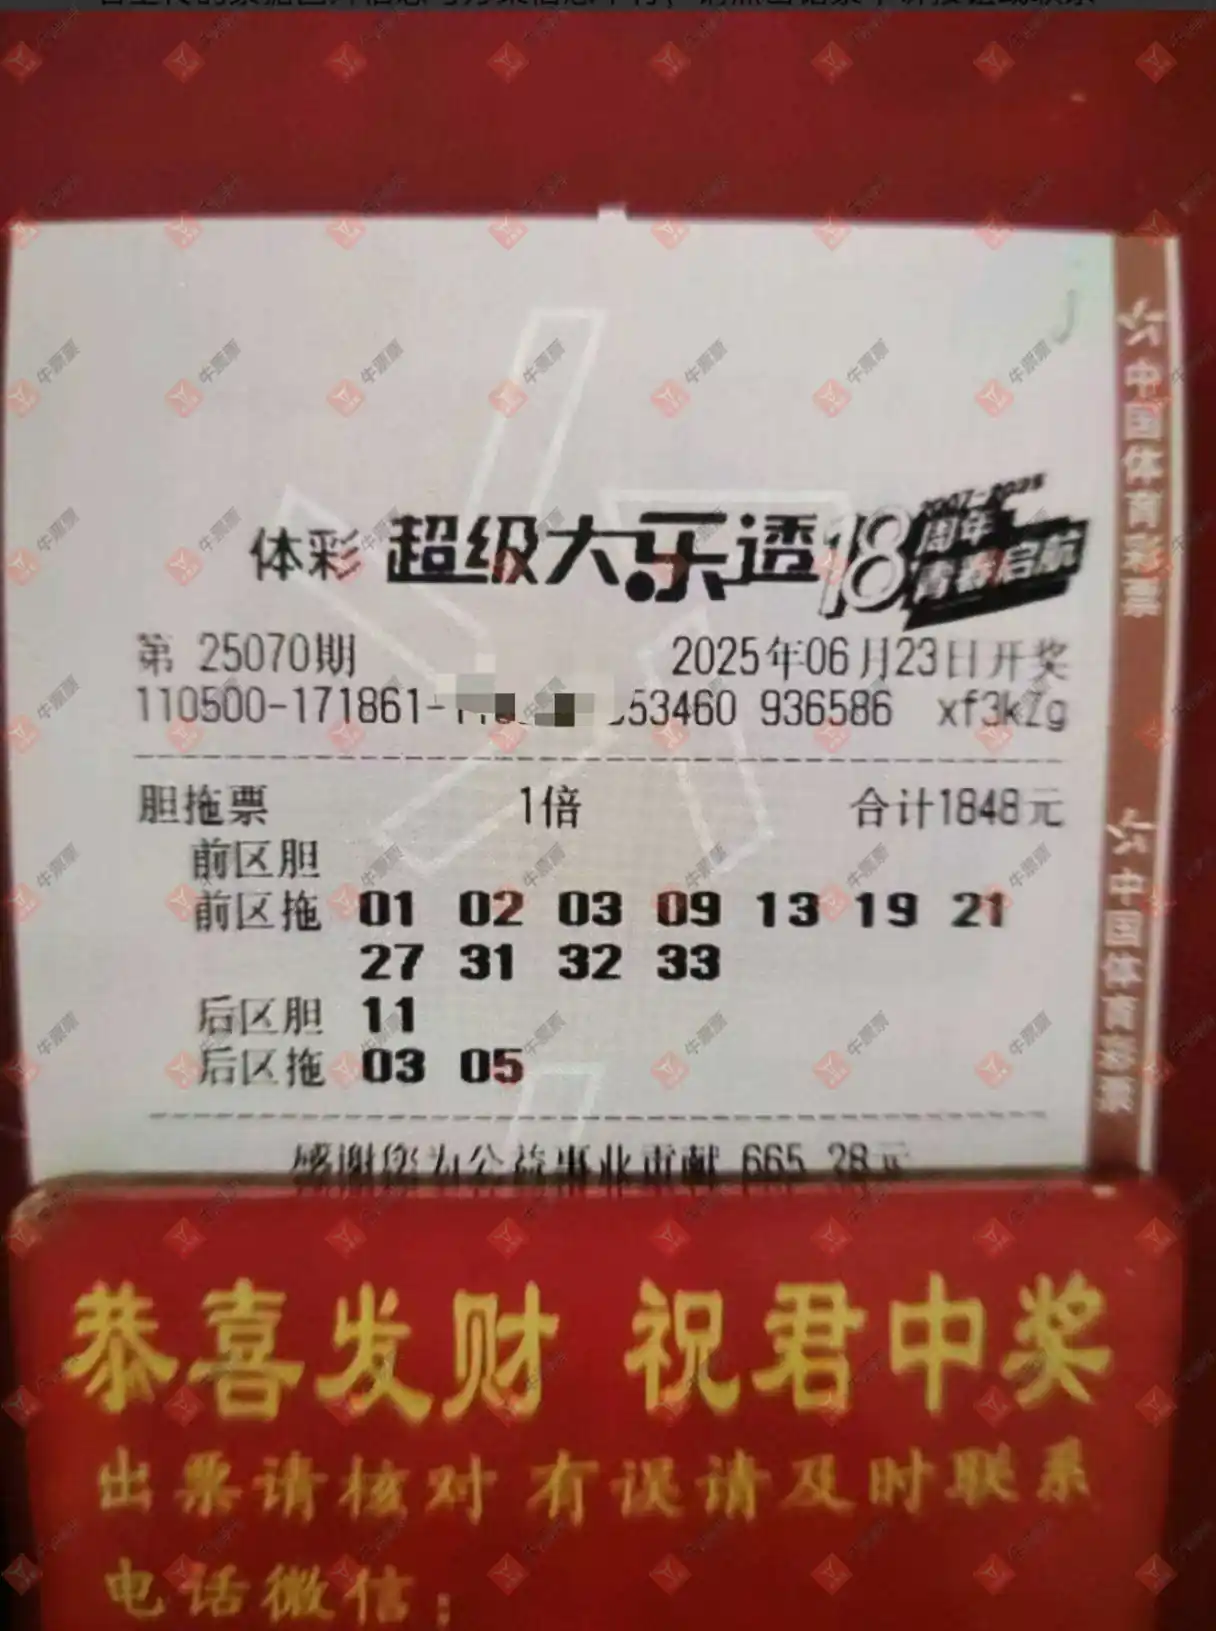 体彩 超级大乐透 18 周年 青春启航
2007-2025
第 25070期 2025年06月23日开奖
110500-171861- 53460 936586 xf3kZg
胆拖票 1倍 合计1848元
前区胆
前区拖 01 02 03 09 13 19 21
27 31 32 33
后区胆 11
后区拖 03 05
感谢您为公益事业贡献 665.28元
中国体育彩票
中国体育彩票
恭喜发财 祝君中奖
出票请核对 有误请及时联系
电话微信：
牛票票